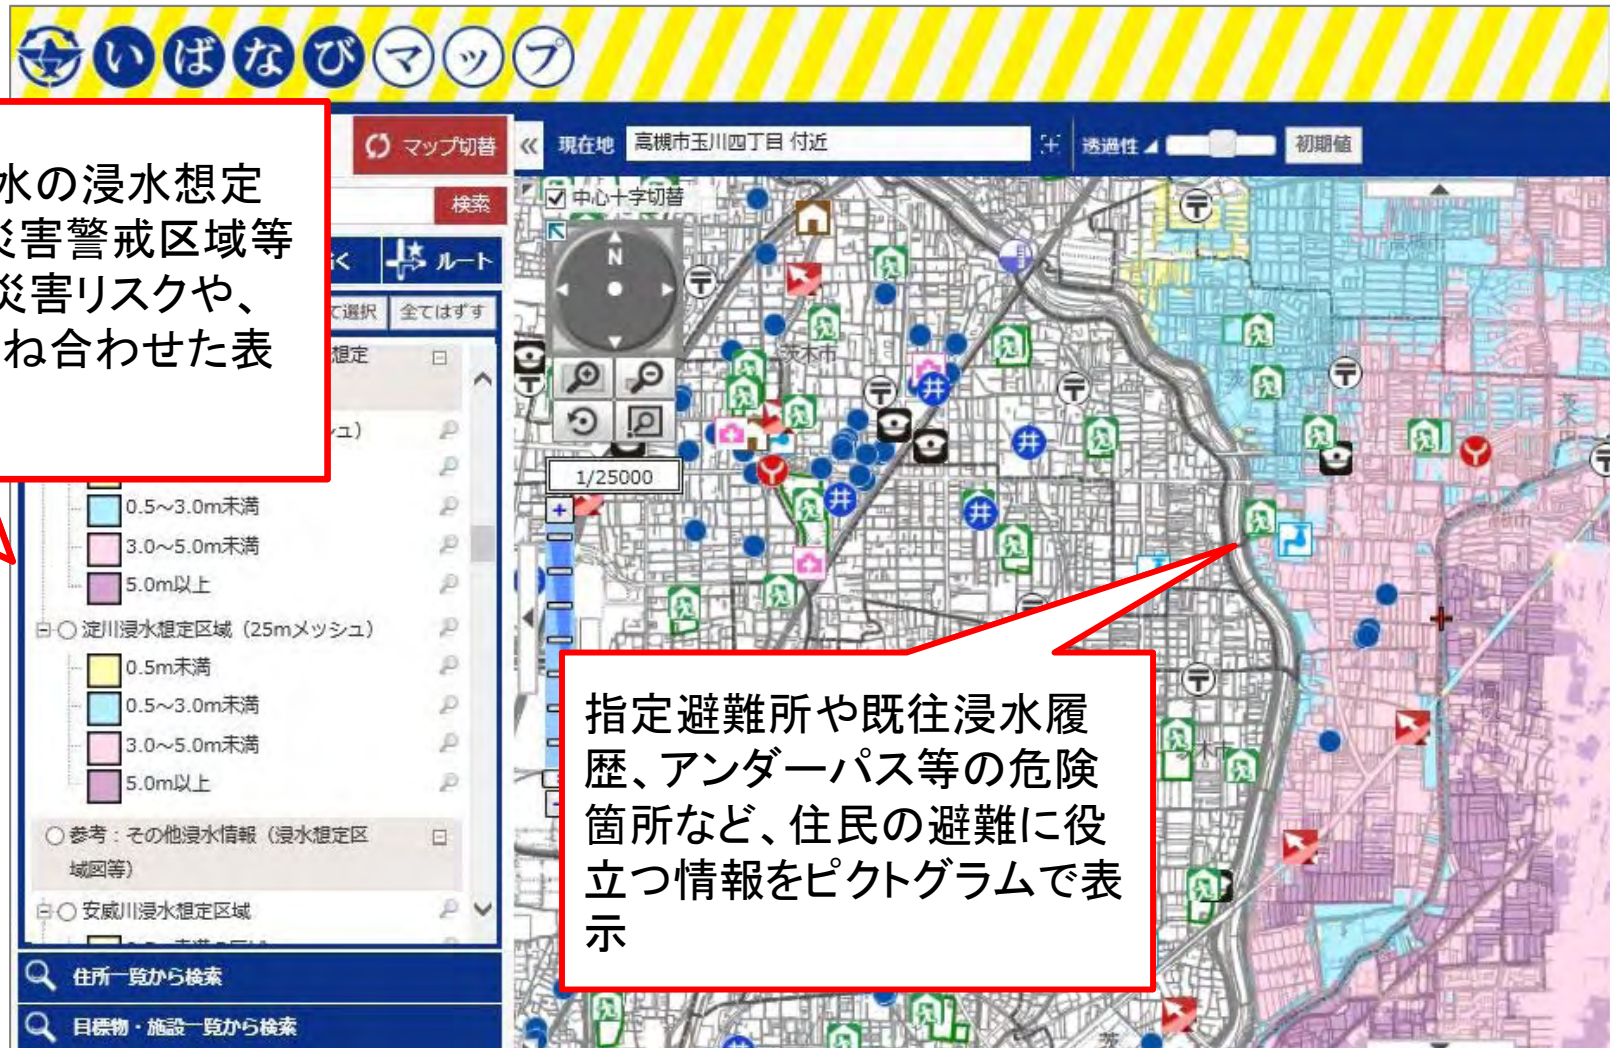 いばなびマップ
マップ切替
現在地
高槻市玉川四丁目 付近
透過性
初期値
水の浸水想定
災害警戒区域等
災害リスクや、
ね合わせた表
検索
ルート
て選択
全てはずす
想定
中心十字切替
N
1/25000
0.5～3.0m未満
3.0～5.0m未満
5.0m以上
淀川浸水想定区域（25mメッシュ）
0.5m未満
0.5～3.0m未満
3.0～5.0m未満
5.0m以上
参考：その他浸水情報（浸水想定区
域図等）
安威川浸水想定区域
住所一覧から検索
目標物・施設一覧から検索
茨木市
高槻市
指定避難所や既往浸水履
歴、アンダーパス等の危険
箇所など、住民の避難に役
立つ情報をピクトグラムで表
示